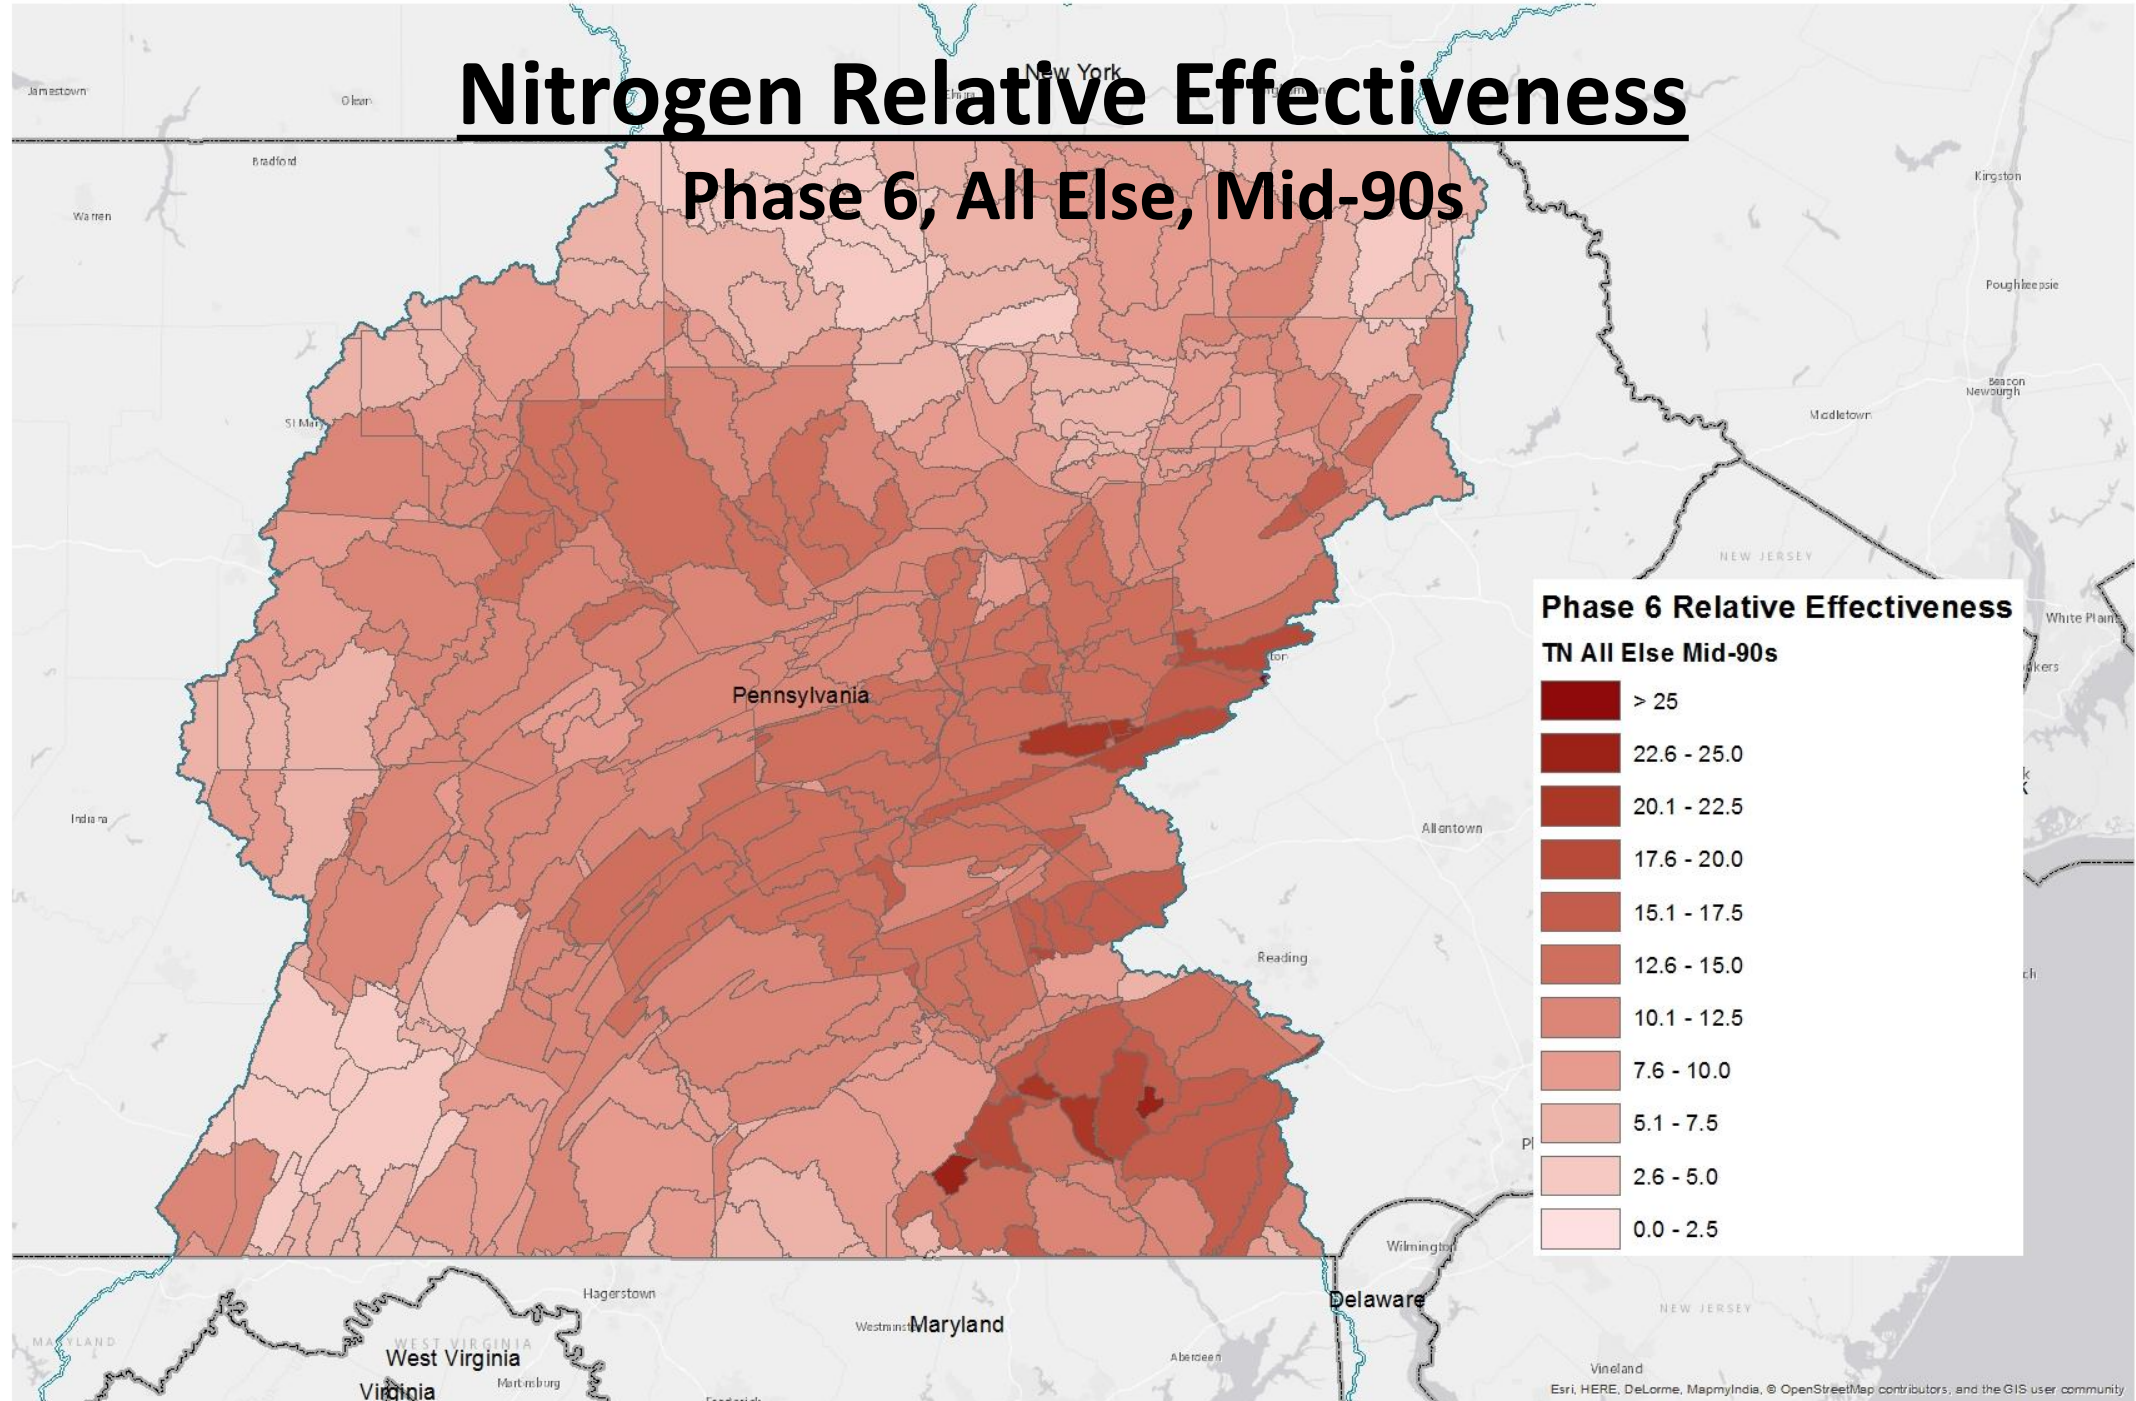 Nitrogen Relative Effectiveness
Phase 6, All Else, Mid-90s
New York
Jamestown
Olean
Bradford
Warren
Kingston
Poughkeepsie
Beacon
Newburgh
Middletown
NEW JERSEY
White Plains
Pennsylvania
Indiana
Allentown
Reading
Phase 6 Relative Effectiveness
TN All Else Mid-90s
> 25
22.6 - 25.0
20.1 - 22.5
17.6 - 20.0
15.1 - 17.5
12.6 - 15.0
10.1 - 12.5
7.6 - 10.0
5.1 - 7.5
2.6 - 5.0
0.0 - 2.5
Wilmington
Delaware
Hagerstown
Maryland
MARYLAND
WEST VIRGINIA
West Virginia
Virginia
Martinsburg
Aberdeen
NEW JERSEY
Vineland
Esri, HERE, DeLorme, MapmyIndia, © OpenStreetMap contributors, and the GIS user community